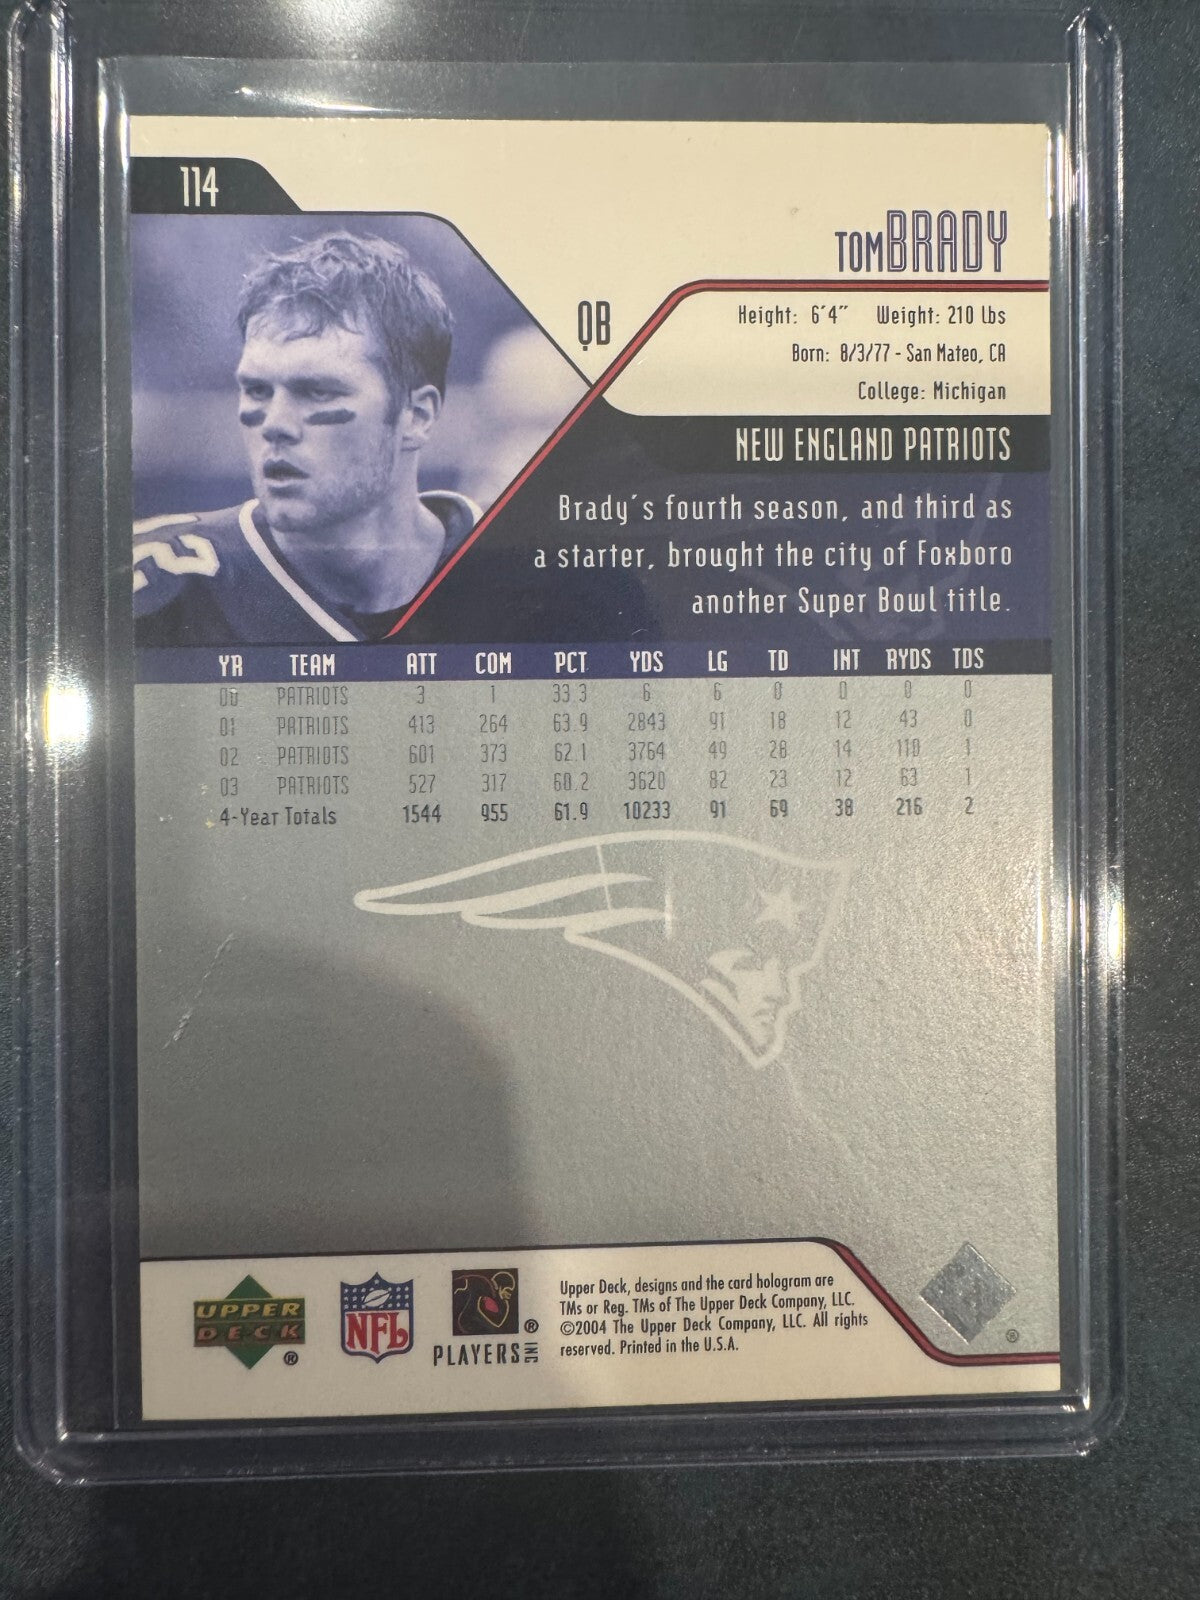 114
TOM BRADY
QB
Height: 6'4" Weight: 210 lbs
Born: 8/3/77 - San Mateo, CA
College: Michigan
NEW ENGLAND PATRIOTS
Brady's fourth season, and third as
a starter, brought the city of Foxboro
another Super Bowl title.
YR TEAM ATT COM PCT YDS LG TD INT RYDS TDS
00 PATRIOTS 3 1 33.3 6 6 0 0 0 0
01 PATRIOTS 413 264 63.9 2843 91 18 12 43 0
02 PATRIOTS 601 373 62.1 3764 49 28 14 110 1
03 PATRIOTS 527 317 60.2 3620 82 23 12 63 1
4-Year Totals 1544 955 61.9 10233 91 69 38 216 2
UPPER
DECK
®
NFL
PLAYERS INC
®
Upper Deck, designs and the card hologram are
TMs or Reg. TMs of The Upper Deck Company, LLC.
©2004 The Upper Deck Company, LLC. All rights
reserved. Printed in the U.S.A.
®